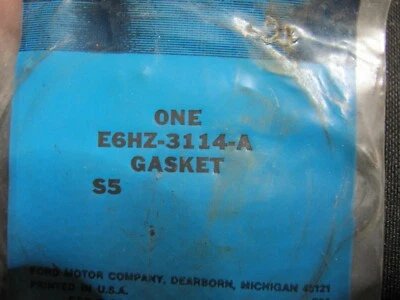 ONE
E6HZ-3114-A
GASKET
S5
FORD MOTOR COMPANY, DEARBORN, MICHIGAN 48121
PRINTED IN U.S.A.